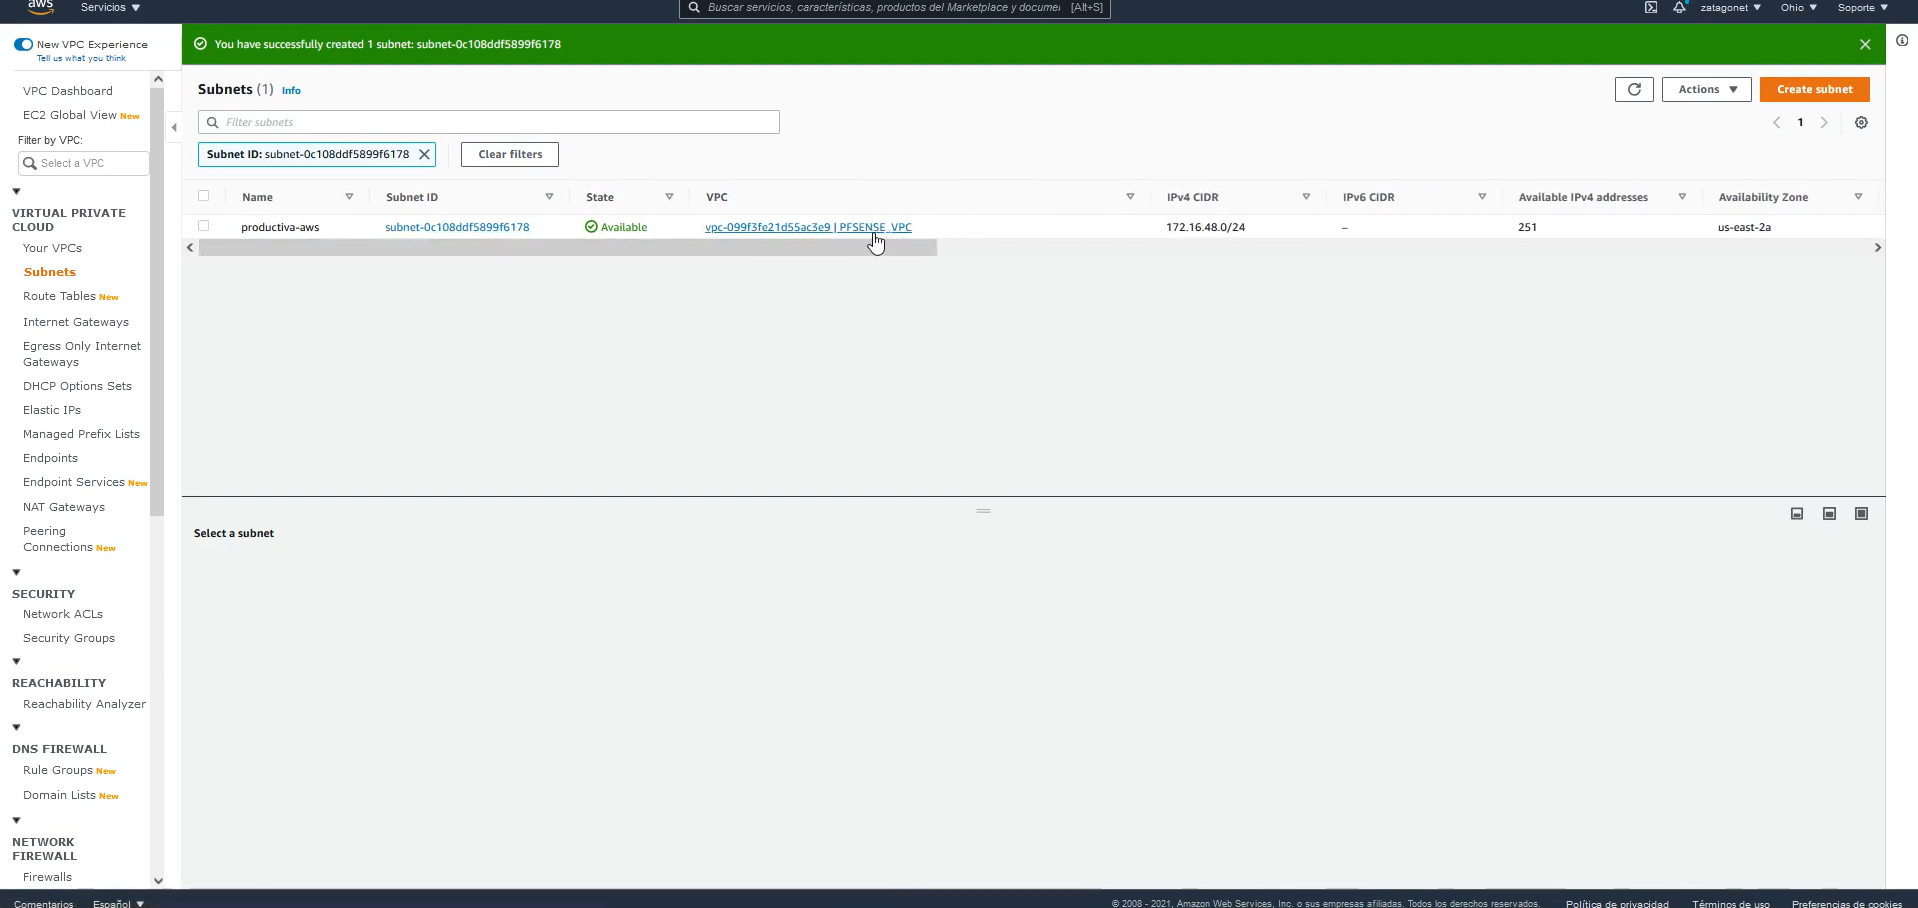 aws
Servicios
Buscar servicios, características, productos del Marketplace y documen [Alt+S]
zatagonet
Ohio
Soporte
New VPC Experience
Tell us what you think
You have successfully created 1 subnet: subnet-0c108ddf5899f6178
VPC Dashboard
EC2 Global View New
Filter by VPC:
Select a VPC
VIRTUAL PRIVATE
CLOUD
Your VPCs
Subnets
Route Tables New
Internet Gateways
Egress Only Internet
Gateways
DHCP Options Sets
Elastic IPs
Managed Prefix Lists
Endpoints
Endpoint Services New
NAT Gateways
Peering
Connections New
SECURITY
Network ACLs
Security Groups
REACHABILITY
Reachability Analyzer
DNS FIREWALL
Rule Groups New
Domain Lists New
NETWORK
FIREWALL
Firewalls
Subnets (1) Info
Actions
Create subnet
Filter subnets
1
Subnet ID: subnet-0c108ddf5899f6178
Clear filters
Name Subnet ID State VPC IPv4 CIDR IPv6 CIDR Available IPv4 addresses Availability Zone
productiva-aws subnet-0c108ddf5899f6178 Available vpc-099f3fe21d55ac3e9 | PFSENSE_VPC 172.16.48.0/24 – 251 us-east-2a
Select a subnet
Comentarios
Español
© 2008 - 2021, Amazon Web Services, Inc. o sus empresas afiliadas. Todos los derechos reservados.
Política de privacidad
Términos de uso
Preferencias de cookies